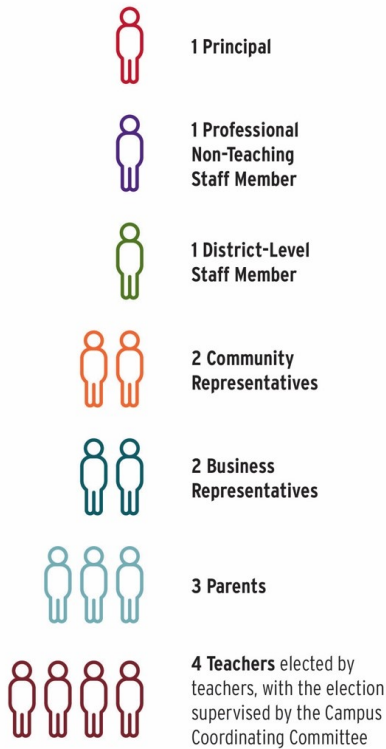 1 Principal
1 Professional
Non-Teaching
Staff Member
1 District-Level
Staff Member
2 Community
Representatives
2 Business
Representatives
3 Parents
4 Teachers elected by
teachers, with the election
supervised by the Campus
Coordinating Committee